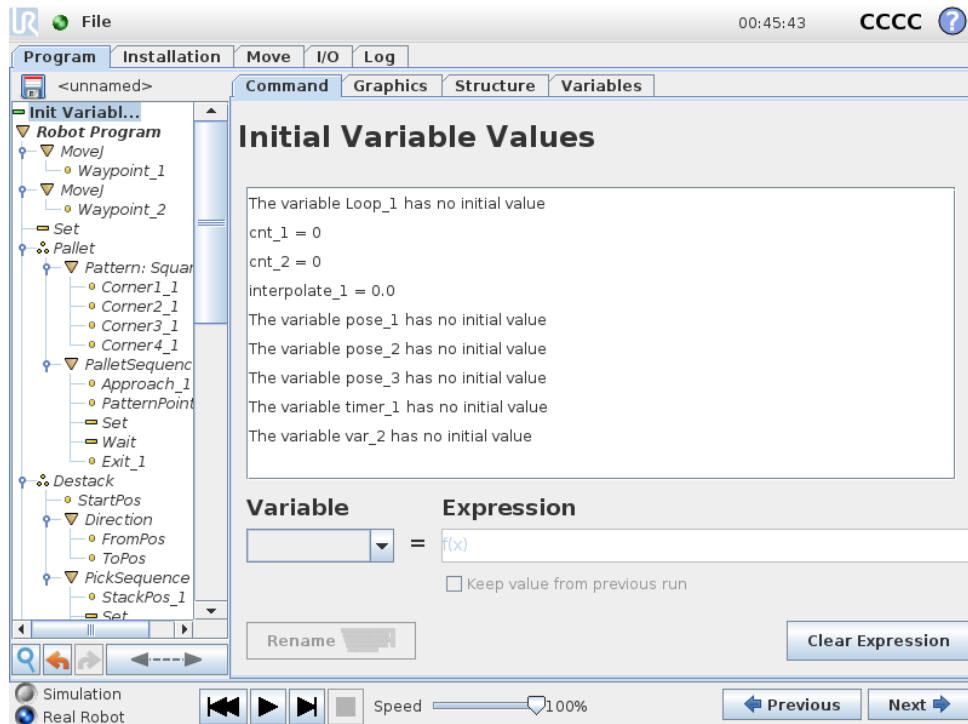 UR File 00:45:43 CCCC ?
Program Installation Move I/O Log
<unnamed>
Command Graphics Structure Variables
Init Variabl...
Robot Program
MoveJ
Waypoint_1
MoveJ
Waypoint_2
Set
Pallet
Pattern: Squar
Corner1_1
Corner2_1
Corner3_1
Corner4_1
PalletSequenc
Approach_1
PatternPoint
Set
Wait
Exit_1
Destack
StartPos
Direction
FromPos
ToPos
PickSequence
StackPos_1
Set
Initial Variable Values
The variable Loop_1 has no initial value
cnt_1 = 0
cnt_2 = 0
interpolate_1 = 0.0
The variable pose_1 has no initial value
The variable pose_2 has no initial value
The variable pose_3 has no initial value
The variable timer_1 has no initial value
The variable var_2 has no initial value
Variable Expression
= f(x)
Keep value from previous run
Rename
Clear Expression
Simulation
Real Robot
Speed 100%
Previous Next